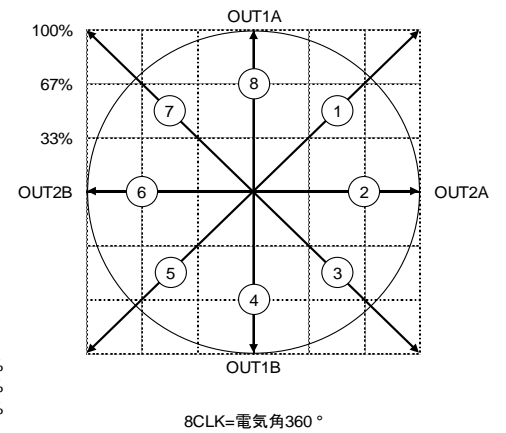 OUT1A
100%
67%
8
7
1
33%
OUT2B
6
2
OUT2A
5
3
4
OUT1B
%
%
%
8CLK=電気角360 °